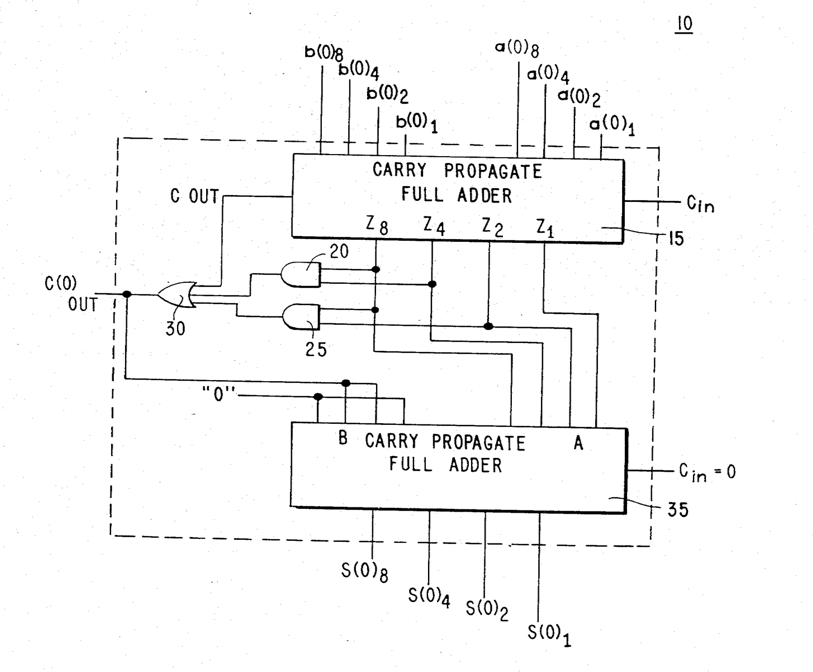 10
b(0)8
b(0)4
b(0)2
b(0)1
a(0)8
a(0)4
a(0)2
a(0)1
CARRY PROPAGATE
FULL ADDER
C OUT
Cin
Z8 Z4 Z2 Z1
15
20
C(0)
OUT
30
25
"0"
B CARRY PROPAGATE A
FULL ADDER
Cin = 0
35
S(0)8
S(0)4
S(0)2
S(0)1